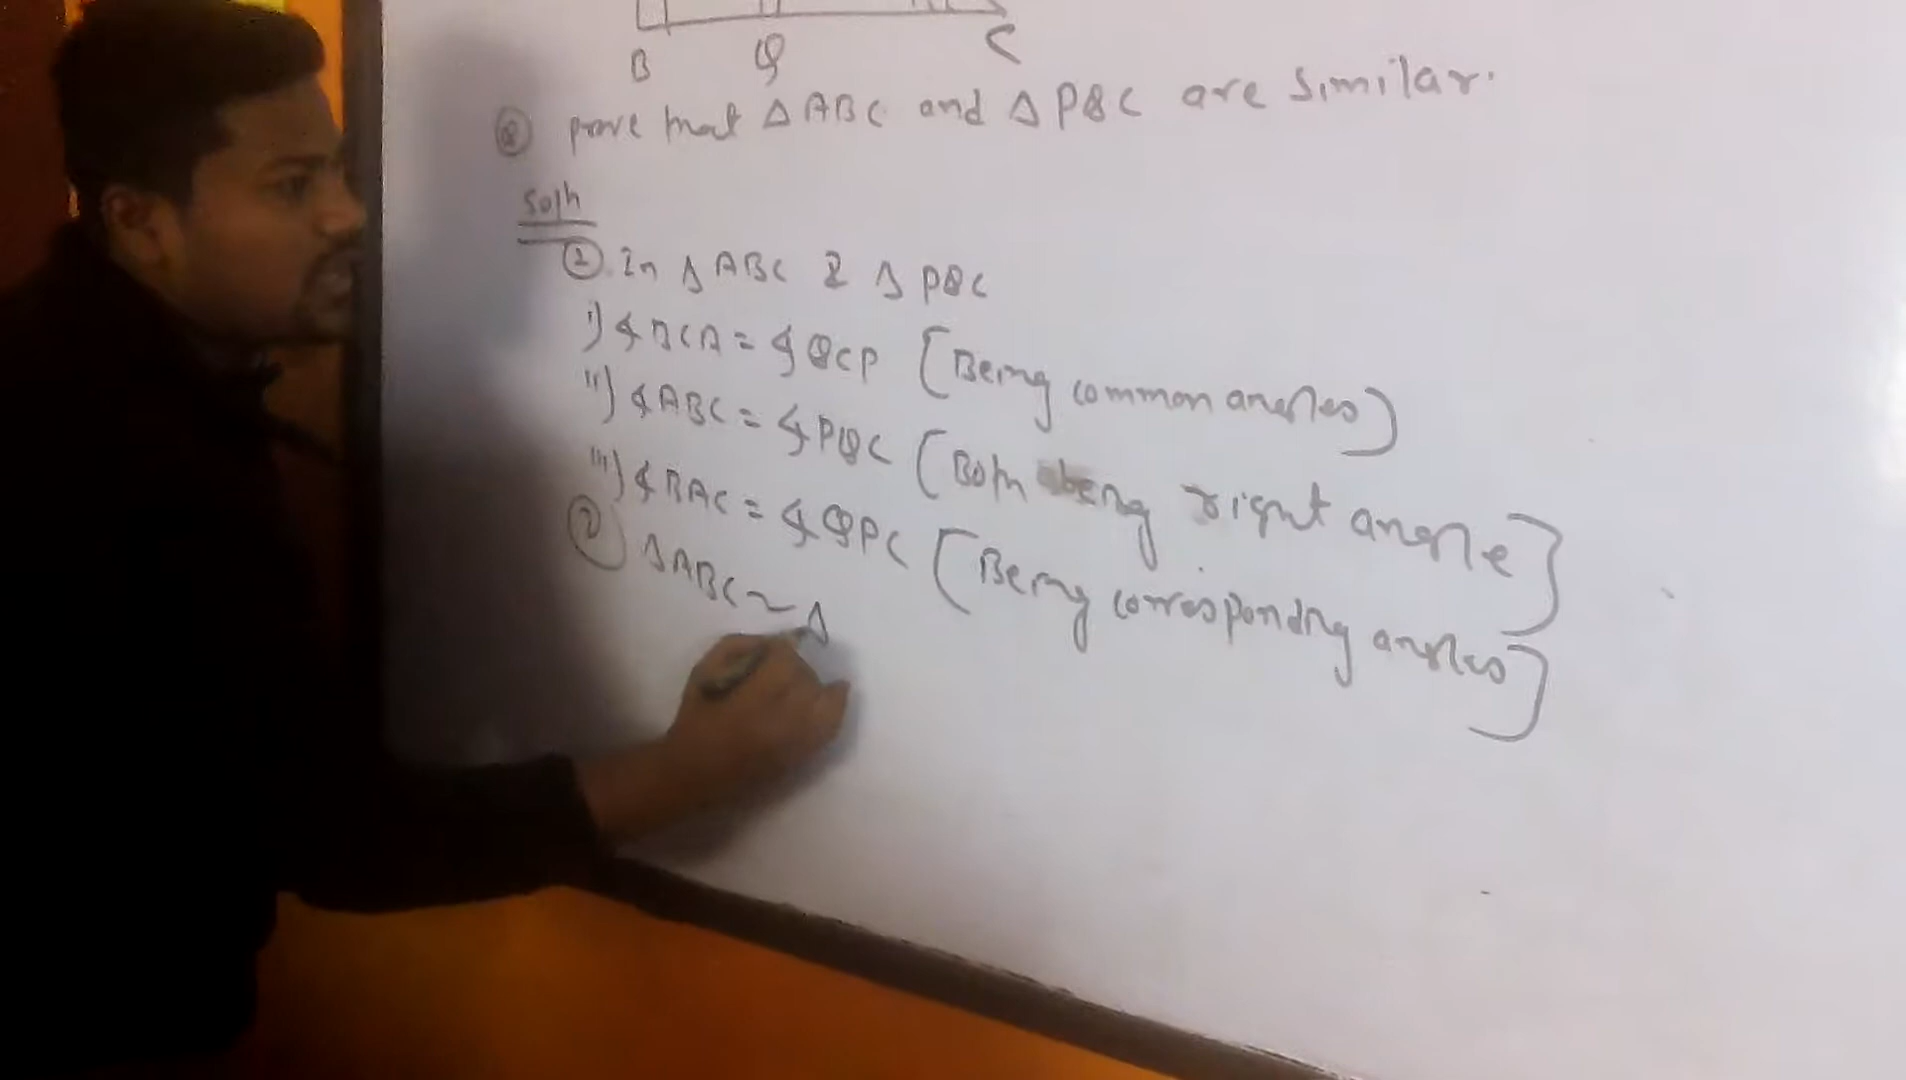 B Q C
⑧ prove that △ABC and △PQC are similar.
Soln
① In △ABC & △PQC
i) ∡BCA = ∡QCP [Being common angles]
ii) ∡ABC = ∡PQC [Both being right angle]
iii) ∡BAC = ∡QPC [Being corresponding angles]
② △ABC ~ △